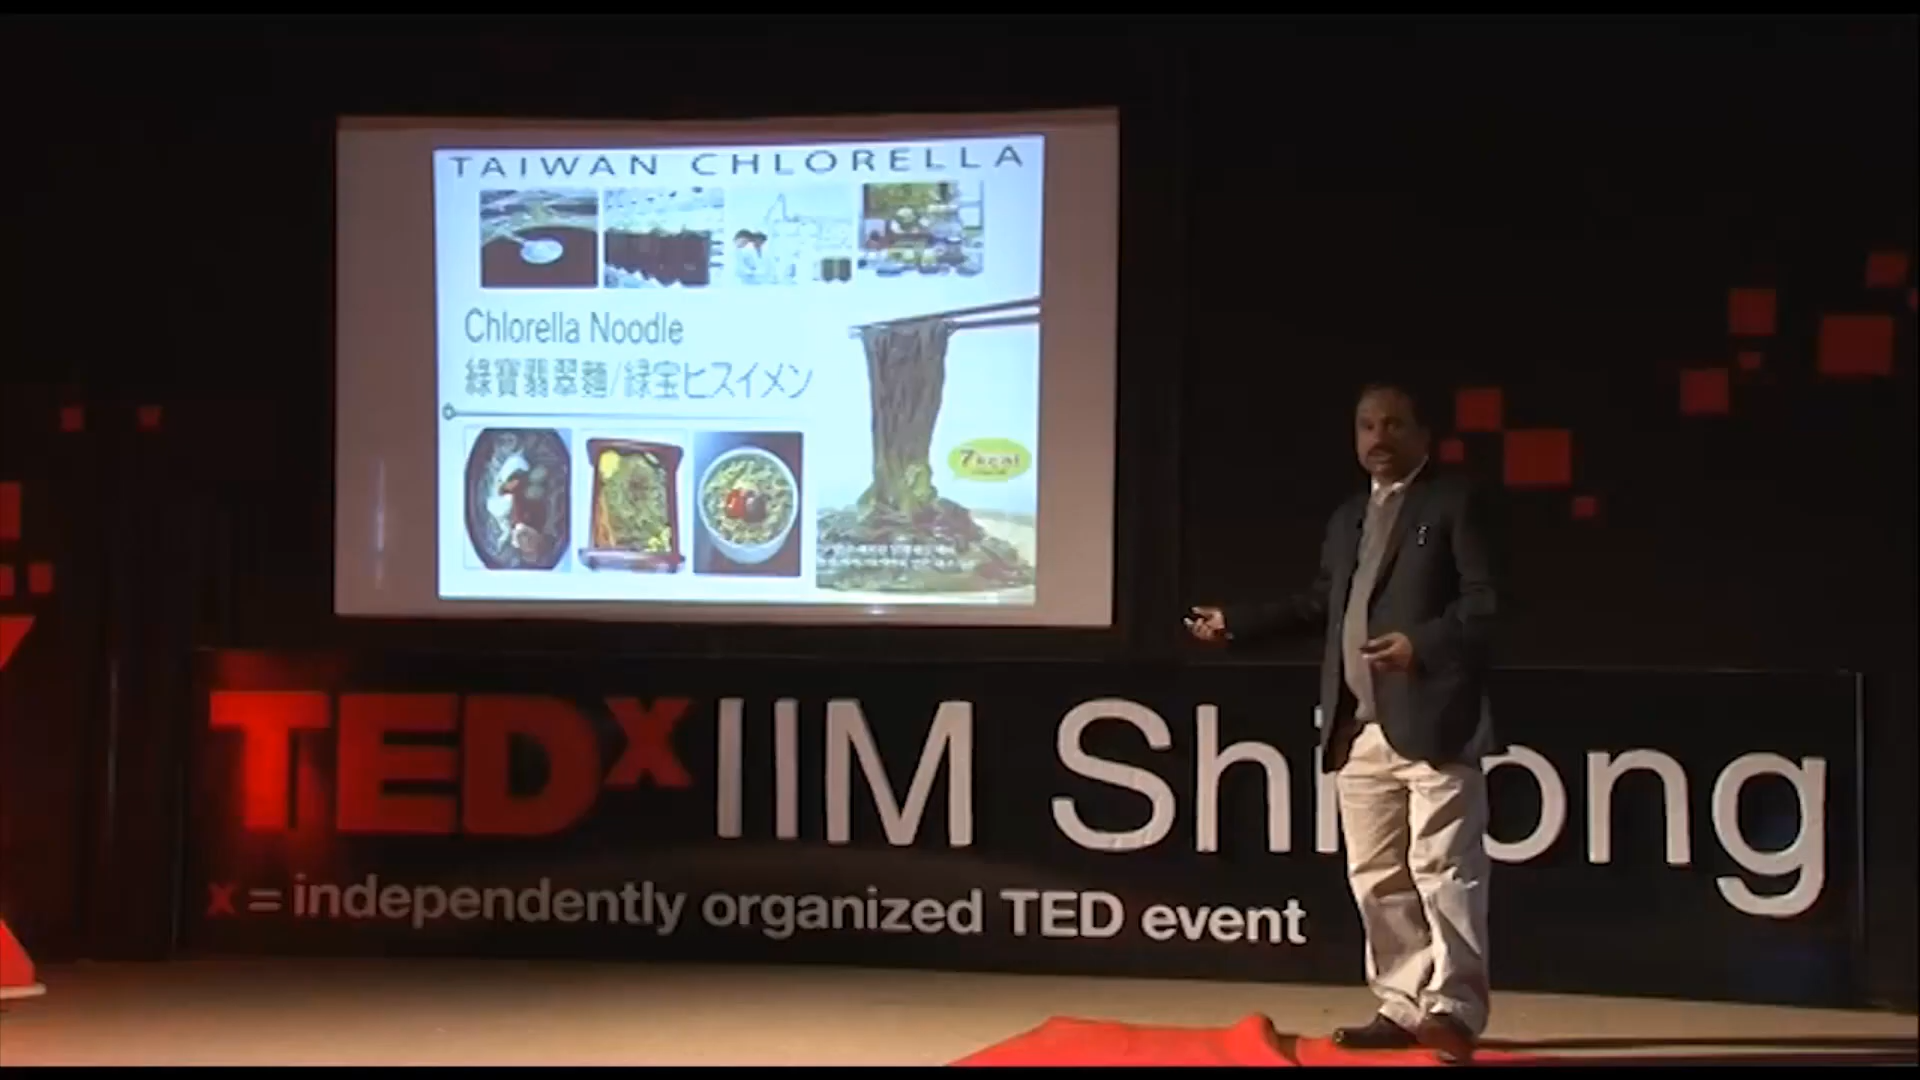 TAIWAN CHLORELLA
Chlorella Noodle
綠寶翡翠麵/緑宝ヒスイメン
7kcal
TEDx IIM Shi ong
x = independently organized TED event